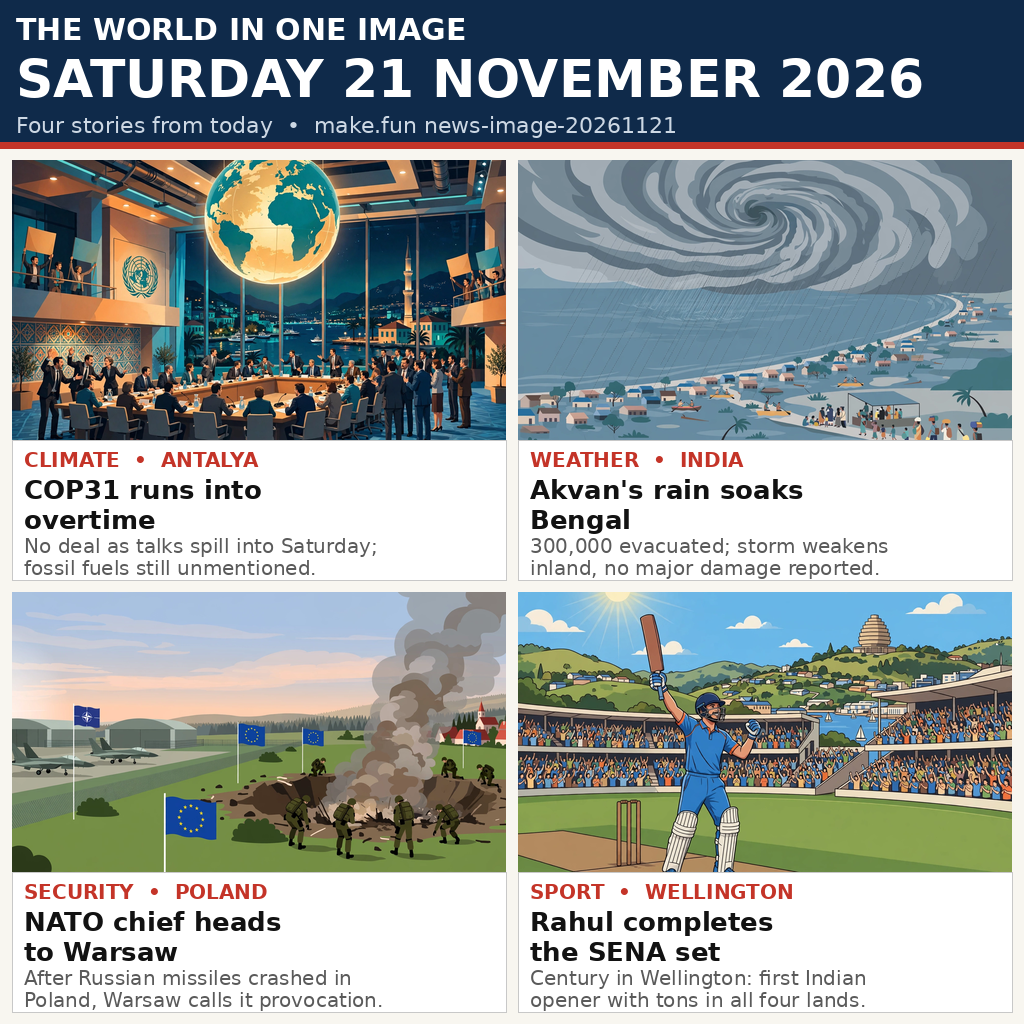 THE WORLD IN ONE IMAGE
SATURDAY 21 NOVEMBER 2026
Four stories from today • make.fun news-image-20261121
CLIMATE • ANTALYA
COP31 runs into
overtime
No deal as talks spill into Saturday;
fossil fuels still unmentioned.
WEATHER • INDIA
Akvan's rain soaks
Bengal
300,000 evacuated; storm weakens
inland, no major damage reported.
SECURITY • POLAND
NATO chief heads
to Warsaw
After Russian missiles crashed in
Poland, Warsaw calls it provocation.
SPORT • WELLINGTON
Rahul completes
the SENA set
Century in Wellington: first Indian
opener with tons in all four lands.